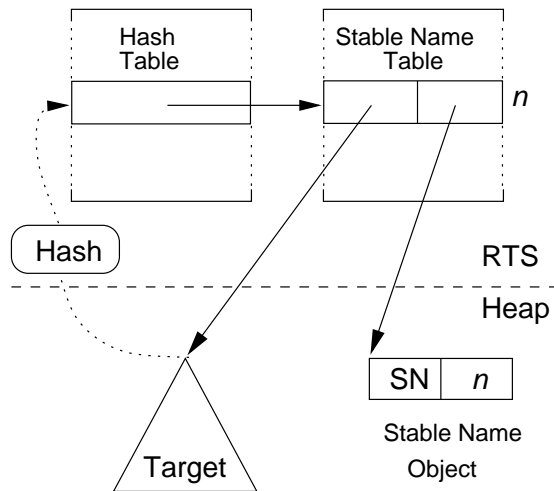 Hash
Table
Stable Name
Table
n
Hash
RTS
Heap
SN
n
Target
Stable Name
Object